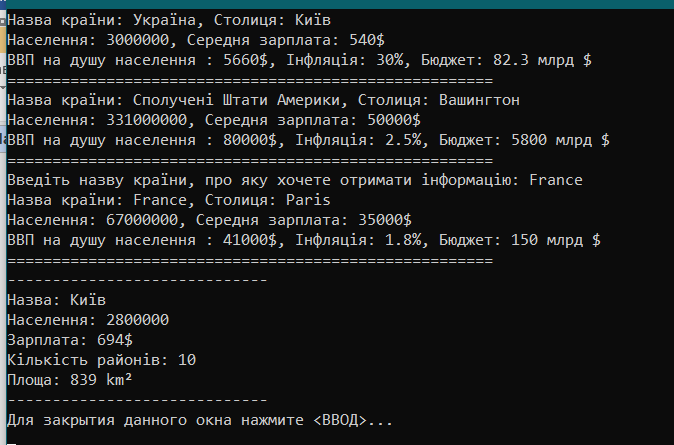 Назва країни: Україна, Столиця: Київ
Населення: 3000000, Середня зарплата: 540$
ВВП на душу населення : 5660$, Інфляція: 30%, Бюджет: 82.3 млрд $
======================================================
Назва країни: Сполучені Штати Америки, Столиця: Вашингтон
Населення: 331000000, Середня зарплата: 50000$
ВВП на душу населення : 80000$, Інфляція: 2.5%, Бюджет: 5800 млрд $
======================================================
Введіть назву країни, про яку хочете отримати інформацію: France
Назва країни: France, Столиця: Paris
Населення: 67000000, Середня зарплата: 35000$
ВВП на душу населення : 41000$, Інфляція: 1.8%, Бюджет: 150 млрд $
======================================================
-----------------------------
Назва: Київ
Населення: 2800000
Зарплата: 694$
Кількість районів: 10
Площа: 839 km²
-----------------------------
Для закрытия данного окна нажмите <ВВОД>...